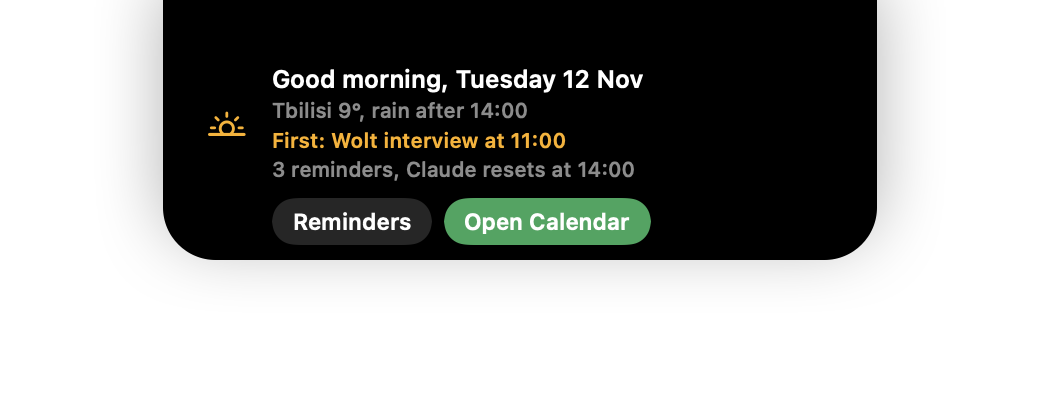 Good morning, Tuesday 12 Nov
Tbilisi 9°, rain after 14:00
First: Wolt interview at 11:00
3 reminders, Claude resets at 14:00
Reminders
Open Calendar